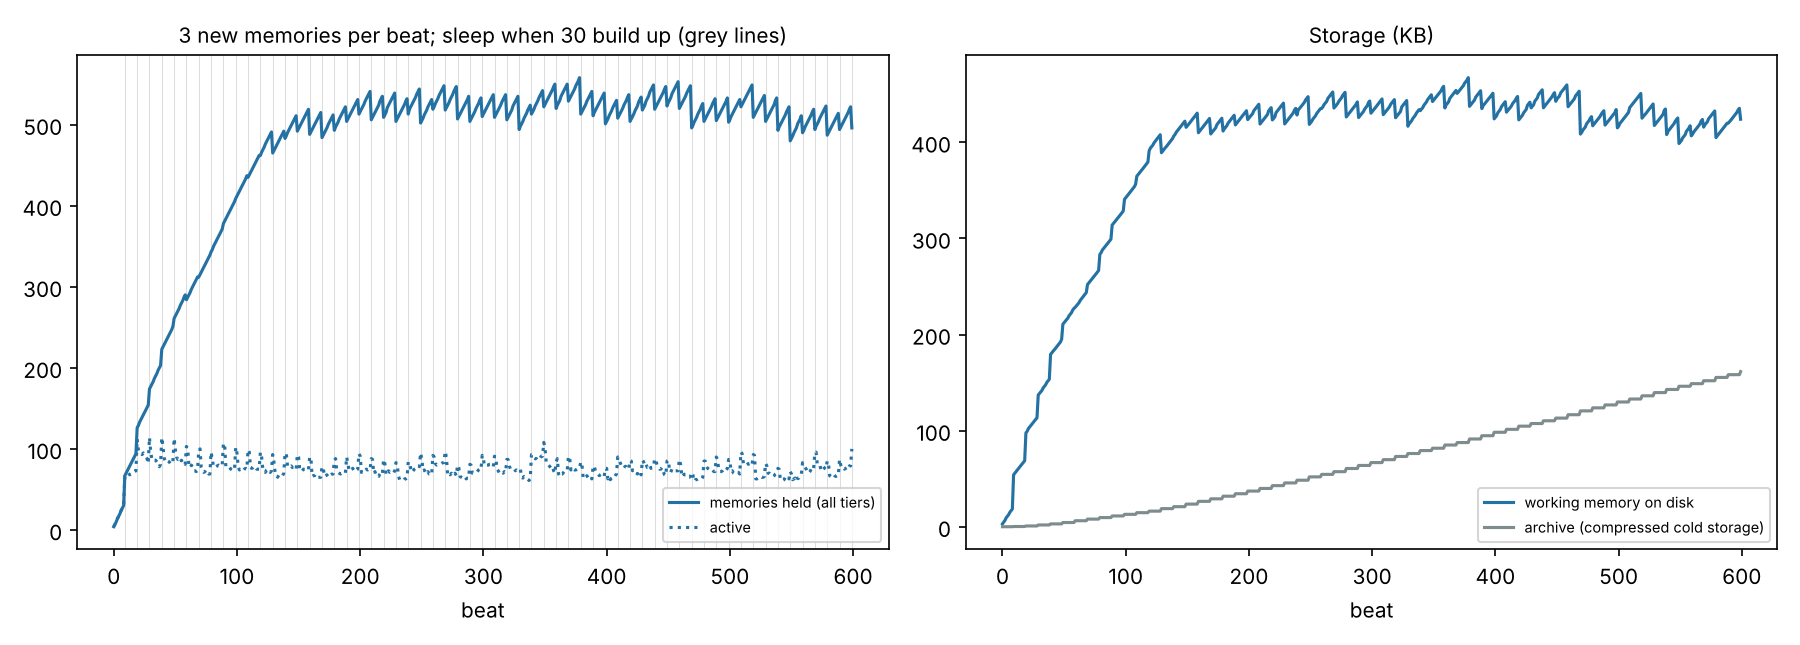 3 new memories per beat; sleep when 30 build up (grey lines)
500
400
300
200
100
0
memories held (all tiers)
active
0 100 200 300 400 500 600
beat
Storage (KB)
400
300
200
100
0
working memory on disk
archive (compressed cold storage)
0 100 200 300 400 500 600
beat